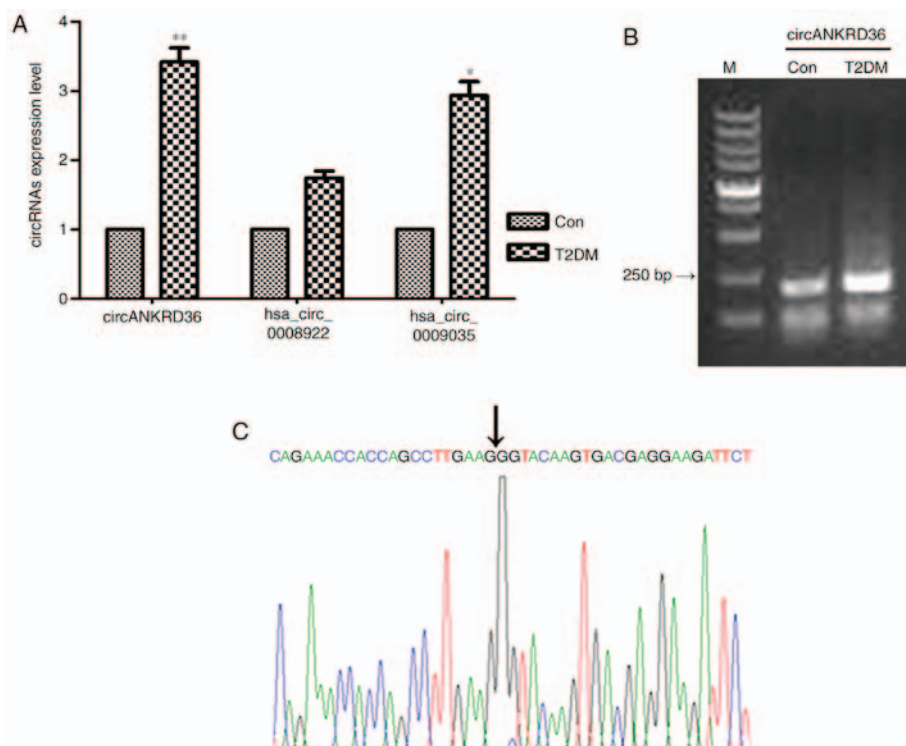 A
circRNAs expression level
4
3
2
1
0
**
*
circANKRD36
hsa_circ_
0008922
hsa_circ_
0009035
Con
T2DM
B
circANKRD36
M Con T2DM
250 bp →
C
CAGAAACCACCAGCCTTGAAGGGTACAAGTGACGAGGAAGATTCT